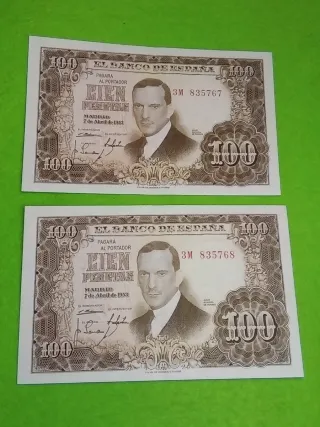 100
EL BANCO DE ESPAÑA
100
PAGARÁ
AL PORTADOR
3M 835767
CIEN
PESETAS
MADRID
7 de Abril de 1953
100
100
100
EL BANCO DE ESPAÑA
100
PAGARÁ
AL PORTADOR
3M 835768
CIEN
PESETAS
MADRID
7 de Abril de 1953
100
100